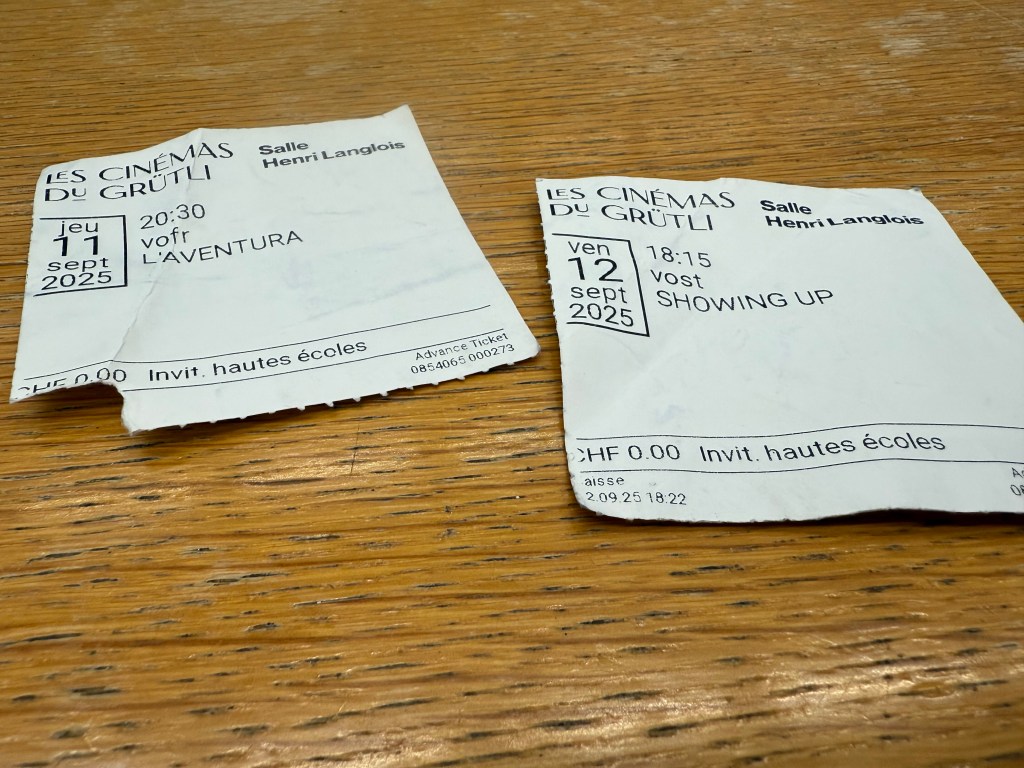 LES CINÉMAS
DU GRÜTLI
Salle
Henri Langlois
jeu
11
sept
2025
20:30
vofr
L'AVENTURA
CHF 0.00 Invit. hautes écoles
Advance Ticket
0854065 000273
LES CINÉMAS
DU GRÜTLI
Salle
Henri Langlois
ven
12
sept
2025
18:15
vost
SHOWING UP
CHF 0.00 Invit. hautes écoles
aisse
2.09.25 18:22